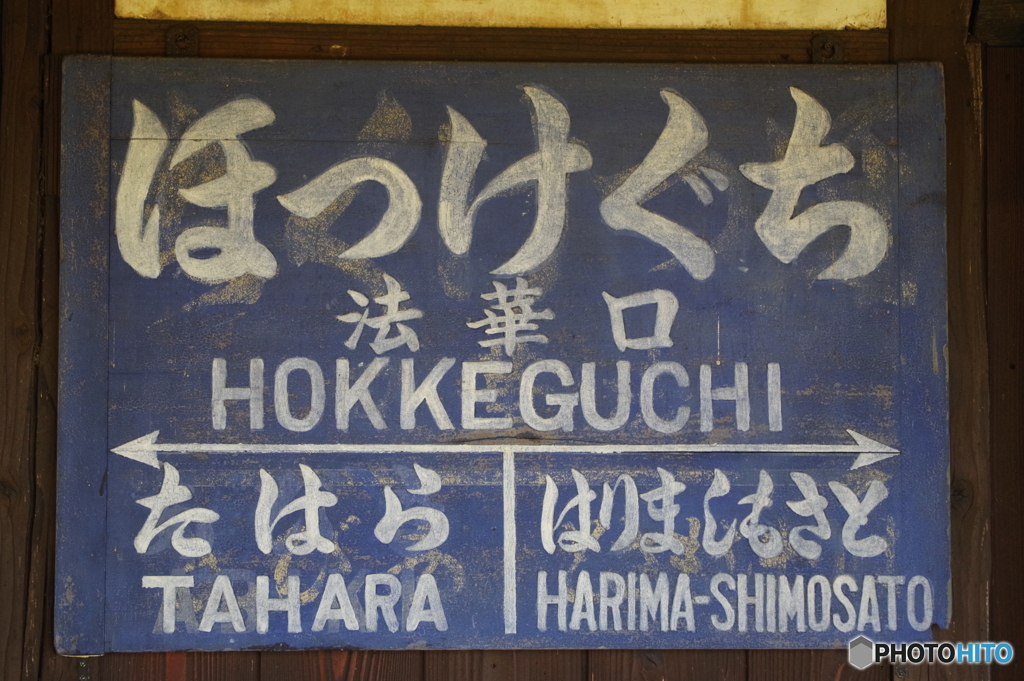 ほっけぐち
法華口
HOKKEGUCHI
たはら はりましもさと
TAHARA HARIMA-SHIMOSATO
PHOTOHITO